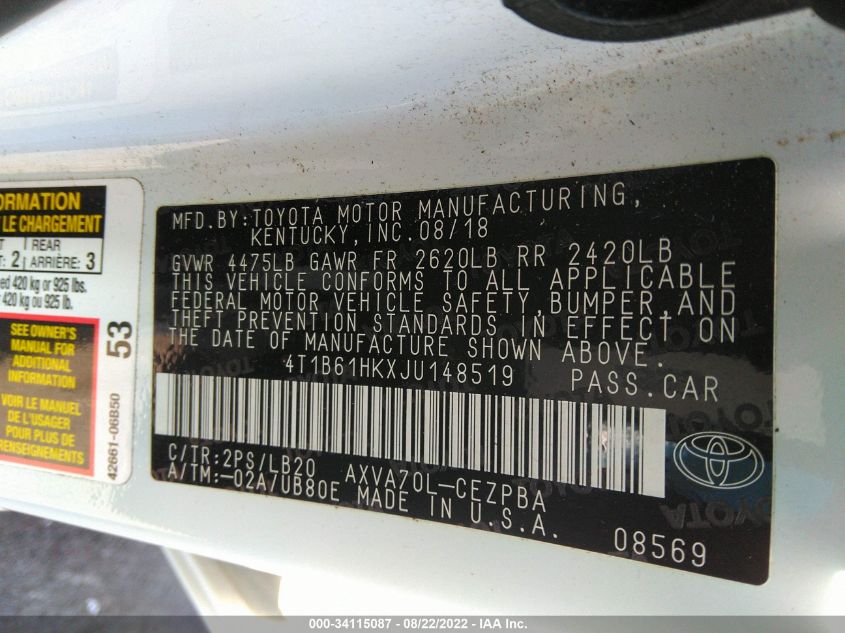 ORMATION
LE CHARGEMENT
REAR
2 ARRIÈRE: 3
420 kg or 925 lbs.
420 kg ou 925 lb.
SEE OWNER'S
MANUAL FOR
ADDITIONAL
INFORMATION
VOIR LE MANUEL
DE L'USAGER
POUR PLUS DE
RENSEIGNEMENTS
53
42661-06B50
MFD.BY:TOYOTA MOTOR MANUFACTURING,
KENTUCKY,INC.08/18
GVWR 4475LB GAWR FR 2620LB RR 2420LB
THIS VEHICLE CONFORMS TO ALL APPLICABLE
FEDERAL MOTOR VEHICLE SAFETY,BUMPER,AND
THEFT PREVENTION STANDARDS IN EFFECT ON
THE DATE OF MANUFACTURE SHOWN ABOVE.
4T1B61HKXJU148519 PASS.CAR
C/TR:2PS/LB20 AXVA70L-CEZPBA
A/TM:-02A/UB80E MADE IN U.S.A.
TOYOTA
08569
000-34115087 - 08/22/2022 - IAA Inc.